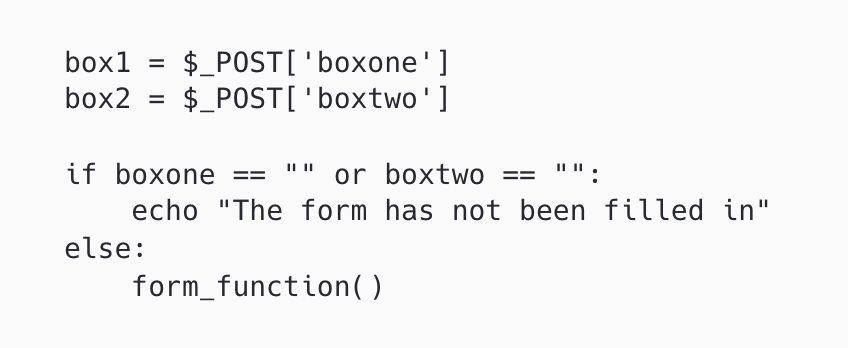 box1 = $_POST['boxone']
box2 = $_POST['boxtwo']
if boxone == "" or boxtwo == "":
    echo "The form has not been filled in"
else:
    form_function()